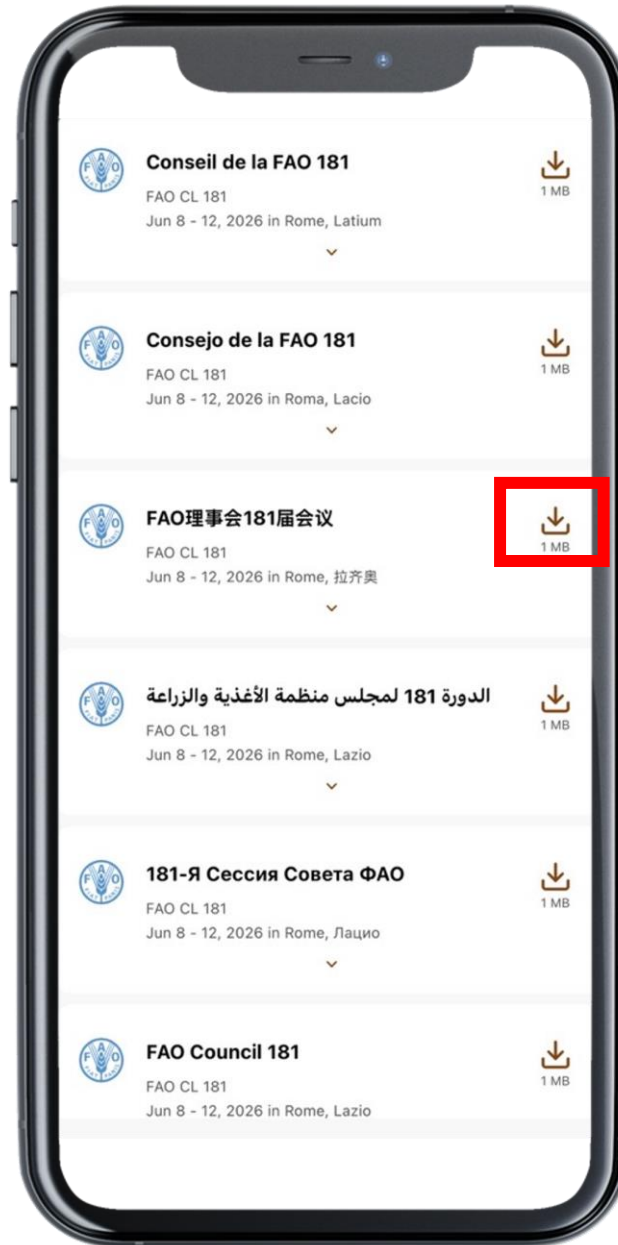 Conseil de la FAO 181
FAO CL 181
Jun 8 - 12, 2026 in Rome, Latium
1 MB
Consejo de la FAO 181
FAO CL 181
Jun 8 - 12, 2026 in Roma, Lacio
1 MB
FAO理事会181届会议
FAO CL 181
Jun 8 - 12, 2026 in Rome, 拉齐奥
1 MB
الدورة 181 لمجلس منظمة الأغذية والزراعة
FAO CL 181
Jun 8 - 12, 2026 in Rome, Lazio
1 MB
181-Я Сессия Совета ФАО
FAO CL 181
Jun 8 - 12, 2026 in Rome, Лацио
1 MB
FAO Council 181
FAO CL 181
Jun 8 - 12, 2026 in Rome, Lazio
1 MB